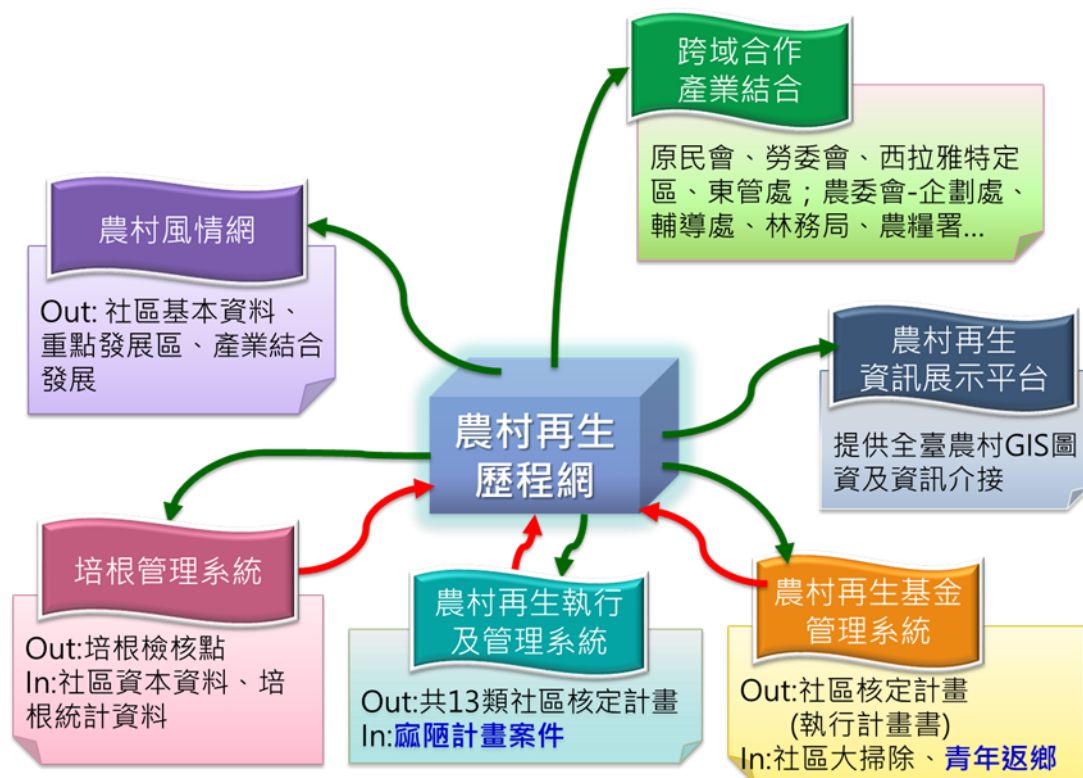 跨域合作
產業結合
原民會、勞委會、西拉雅特定
區、東管處；農委會-企劃處、
輔導處、林務局、農糧署...
農村風情網
Out: 社區基本資料、
重點發展區、產業結合
發展
農村再生
資訊展示平台
提供全臺農村GIS圖
資及資訊介接
農村再生
歷程網
培根管理系統
Out:培根檢核點
In:社區資本資料、培
根統計資料
農村再生執行
及管理系統
Out:共13類社區核定計畫
In:窳陋計畫案件
農村再生基金
管理系統
Out:社區核定計畫
(執行計畫書)
In:社區大掃除、青年返鄉